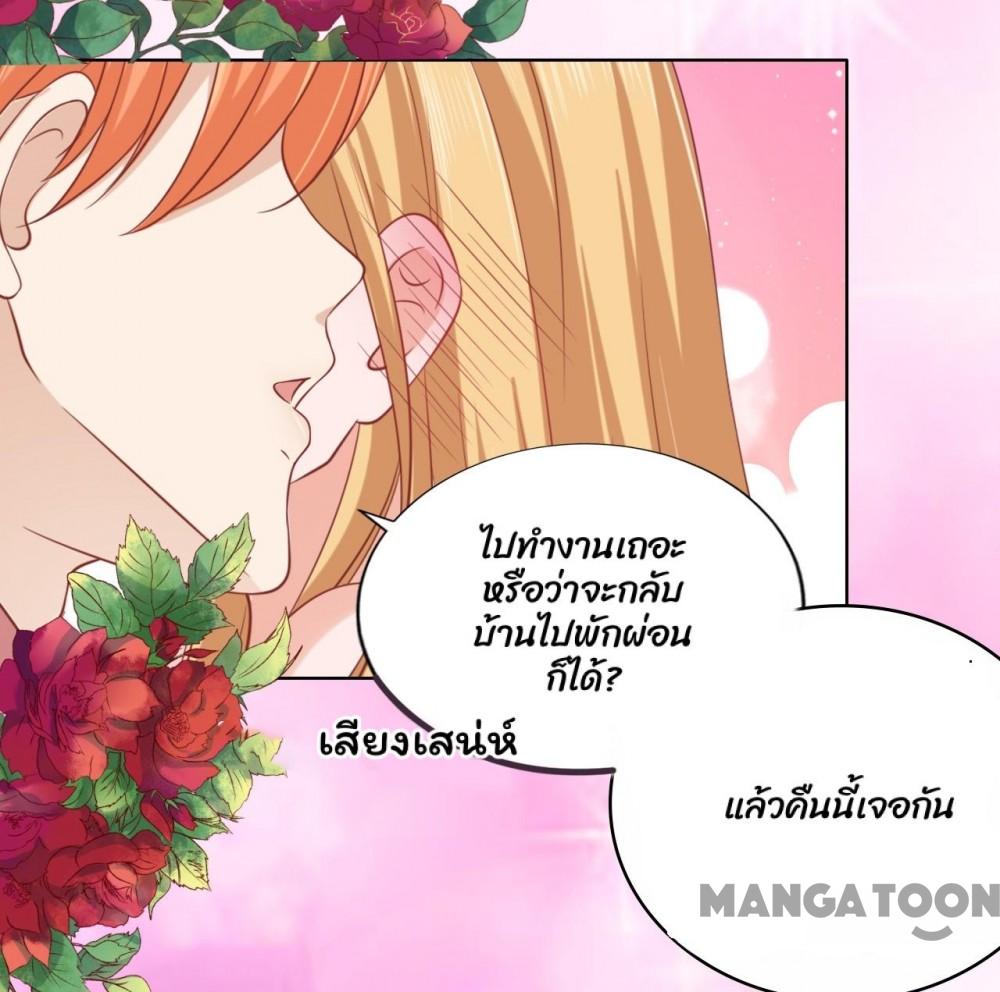 ไปทำงานเถอะ
หรือว่าจะกลับ
บ้านไปพักผ่อน
ก็ได้?
เสียงเสน่ห์
แล้วคืนนี้เจอกัน
MANGATOON